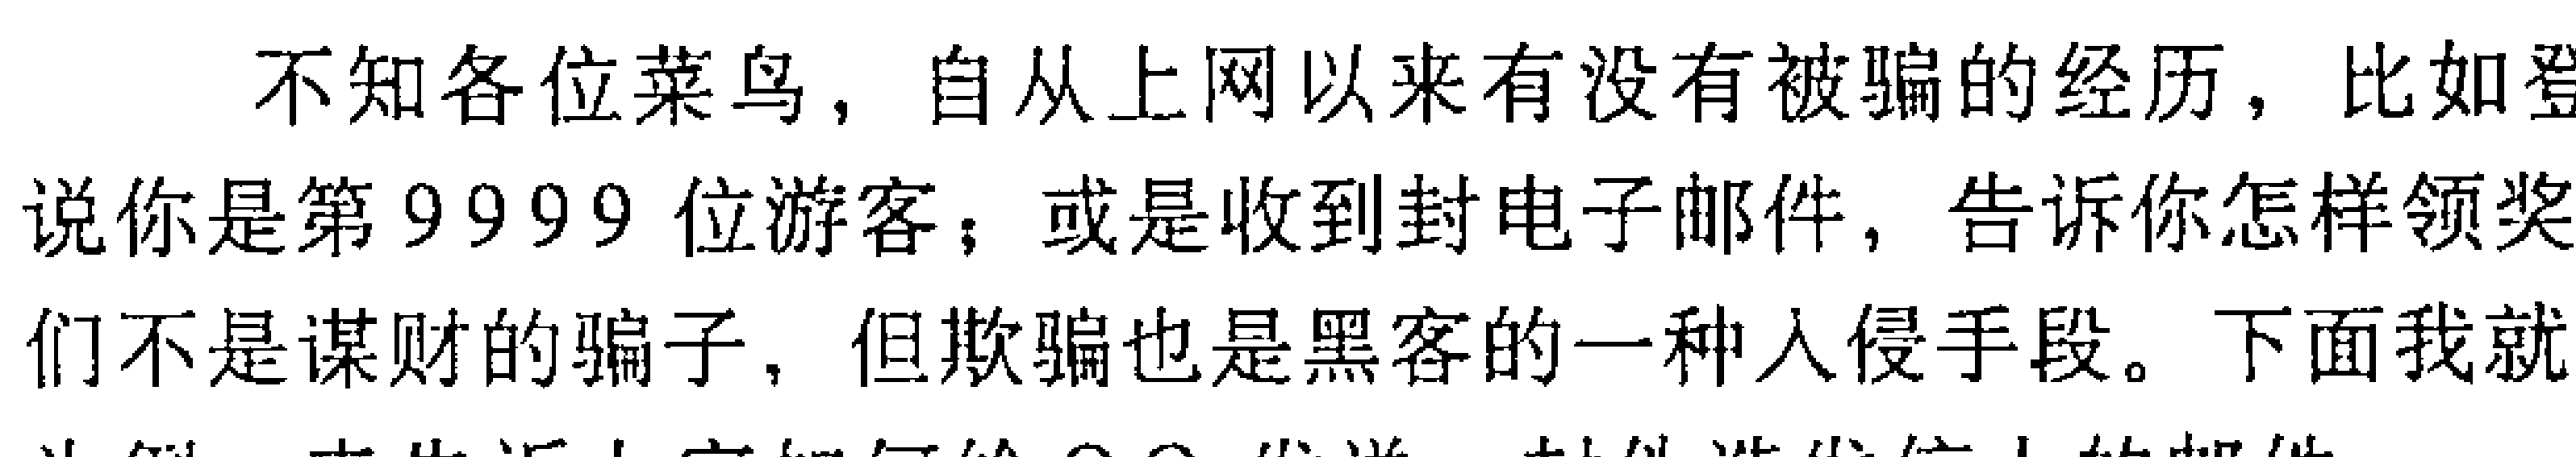 不知各位菜鸟，自从上网以来有没有被骗的经历，比如登
说你是第9999位游客；或是收到封电子邮件，告诉你怎样领奖
们不是谋财的骗子，但欺骗也是黑客的一种入侵手段。下面我就